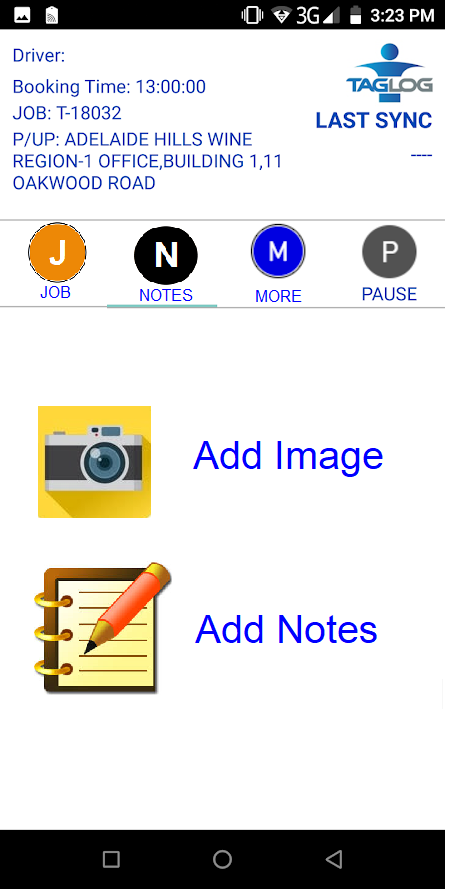 3G 3:23 PM
Driver:
Booking Time: 13:00:00
JOB: T-18032
P/UP: ADELAIDE HILLS WINE
REGION-1 OFFICE,BUILDING 1,11
OAKWOOD ROAD
TAGLOG
LAST SYNC
----
J N M P
JOB NOTES MORE PAUSE
Add Image
Add Notes